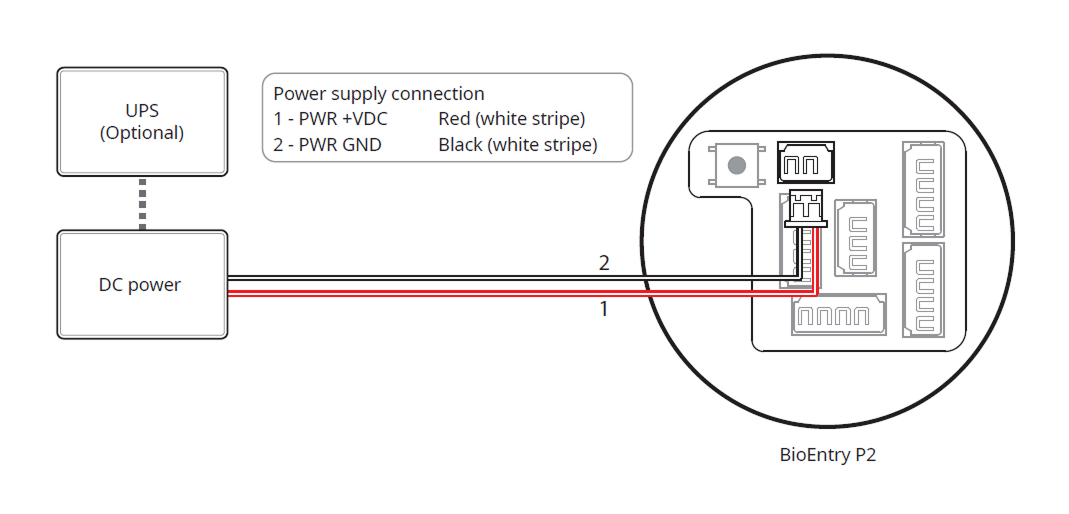 UPS
(Optional)
Power supply connection
1 - PWR +VDC Red (white stripe)
2 - PWR GND Black (white stripe)
DC power
2
1
BioEntry P2